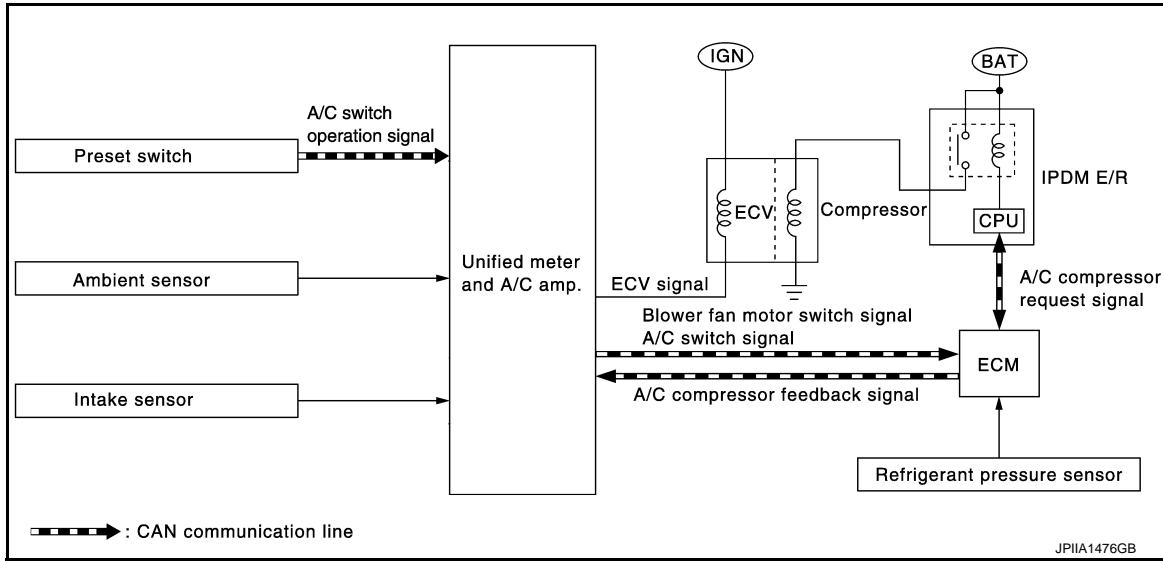 IGN
BAT
A/C switch
operation signal
Preset switch
IPDM E/R
ECV
Compressor
CPU
Ambient sensor
Unified meter
and A/C amp.
ECV signal
A/C compressor
request signal
Blower fan motor switch signal
A/C switch signal
ECM
Intake sensor
A/C compressor feedback signal
Refrigerant pressure sensor
: CAN communication line
JPIIA1476GB